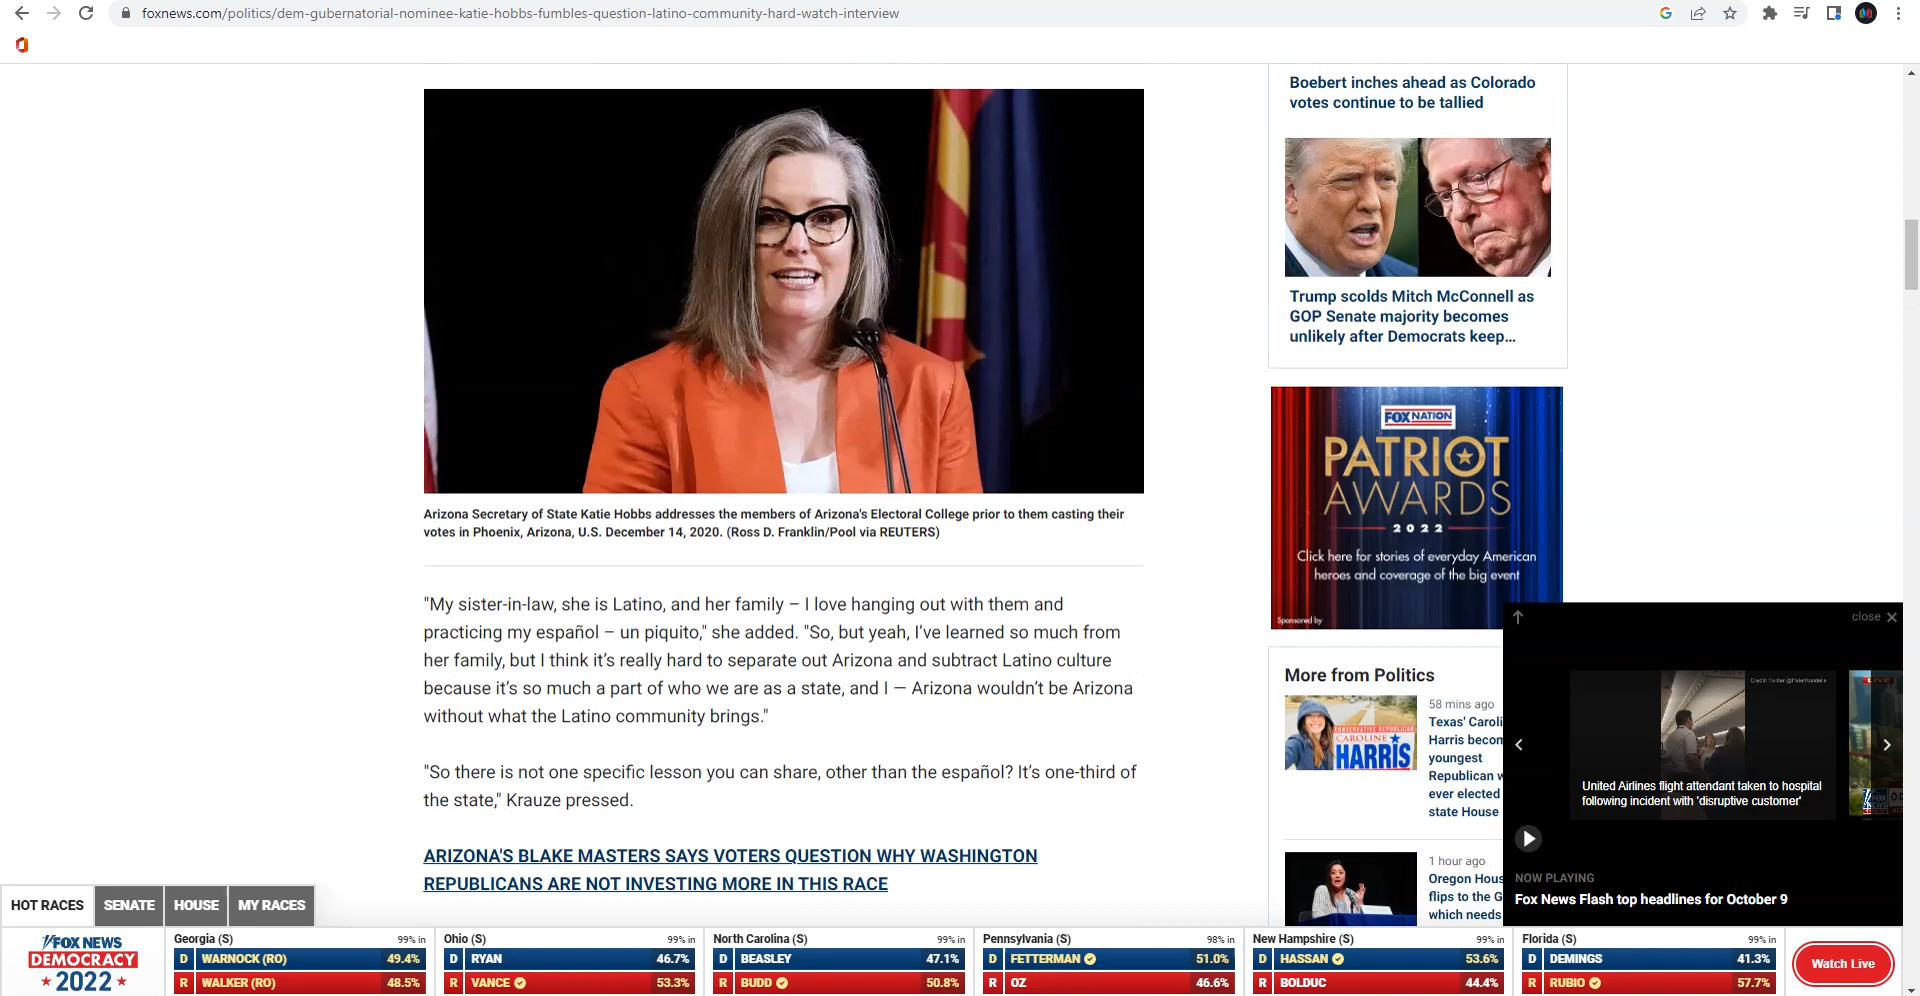 foxnews.com/politics/dem-gubernatorial-nominee-katie-hobbs-fumbles-question-latino-community-hard-watch-interview
Arizona Secretary of State Katie Hobbs addresses the members of Arizona's Electoral College prior to them casting their
votes in Phoenix, Arizona, U.S. December 14, 2020. (Ross D. Franklin/Pool via REUTERS)
"My sister-in-law, she is Latino, and her family – I love hanging out with them and
practicing my español – un piquito," she added. "So, but yeah, I've learned so much from
her family, but I think it's really hard to separate out Arizona and subtract Latino culture
because it's so much a part of who we are as a state, and I — Arizona wouldn't be Arizona
without what the Latino community brings."
"So there is not one specific lesson you can share, other than the español? It's one-third of
the state," Krauze pressed.
ARIZONA'S BLAKE MASTERS SAYS VOTERS QUESTION WHY WASHINGTON
REPUBLICANS ARE NOT INVESTING MORE IN THIS RACE
Boebert inches ahead as Colorado
votes continue to be tallied
Trump scolds Mitch McConnell as
GOP Senate majority becomes
unlikely after Democrats keep...
FOX NATION
PATRIOT
AWARDS
2022
Click here for stories of everyday American
heroes and coverage of the big event
Sponsored by
More from Politics
CONSERVATIVE REPUBLICAN
CAROLINE
HARRIS
58 mins ago
Texas' Caroli
Harris becom
youngest
Republican w
ever elected
state House
1 hour ago
Oregon Hous
flips to the G
which needs
close
LIVE
United Airlines flight attendant taken to hospital
following incident with 'disruptive customer'
NOW PLAYING
Fox News Flash top headlines for October 9
HOT RACES SENATE HOUSE MY RACES
FOX NEWS
DEMOCRACY
2022
Georgia (S) 99% in
D WARNOCK (RO) 49.4%
R WALKER (RO) 48.5%
Ohio (S) 99% in
D RYAN 46.7%
R VANCE 53.3%
North Carolina (S) 99% in
D BEASLEY 47.1%
R BUDD 50.8%
Pennsylvania (S) 98% in
D FETTERMAN 51.0%
R OZ 46.6%
New Hampshire (S) 99% in
D HASSAN 53.6%
R BOLDUC 44.4%
Florida (S) 99% in
D DEMINGS 41.3%
R RUBIO 57.7%
Watch Live